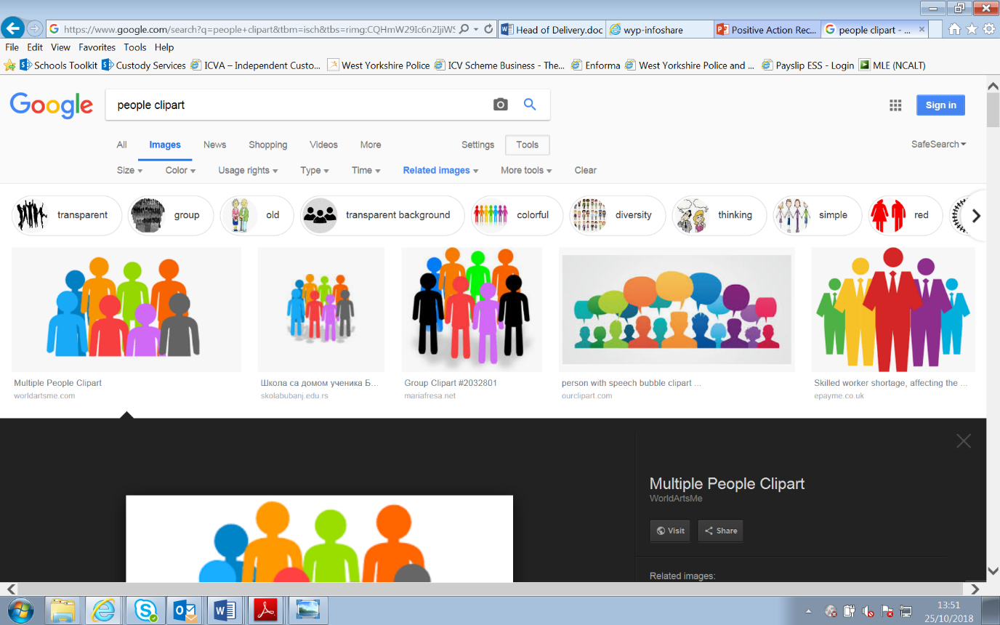 https://www.google.com/search?q=people+clipart&tbm=isch&tbs=rimg:CQHmW29Ic6n2IjiWS
Head of Delivery.doc
wyp-infoshare
Positive Action Rec...
people clipart - ...
File Edit View Favorites Tools Help
Schools Toolkit Custody Services ICVA – Independent Custo... West Yorkshire Police ICV Scheme Business - The... Enforma West Yorkshire Police and ... Payslip ESS - Login MLE (NCALT)
Google
people clipart
Sign in
All Images News Shopping Videos More Settings Tools
SafeSearch
Size Color Usage rights Type Time Related images More tools Clear
transparent group old transparent background colorful diversity thinking simple red
Multiple People Clipart
worldartsme.com
Школа са домом ученика Б...
skolabubanj.edu.rs
Group Clipart #2032801
mariafresa.net
person with speech bubble clipart ...
ourclipart.com
Skilled worker shortage, affecting the ...
epayme.co.uk
Multiple People Clipart
WorldArtsMe
Visit Share
Related images:
13:51
25/10/2018